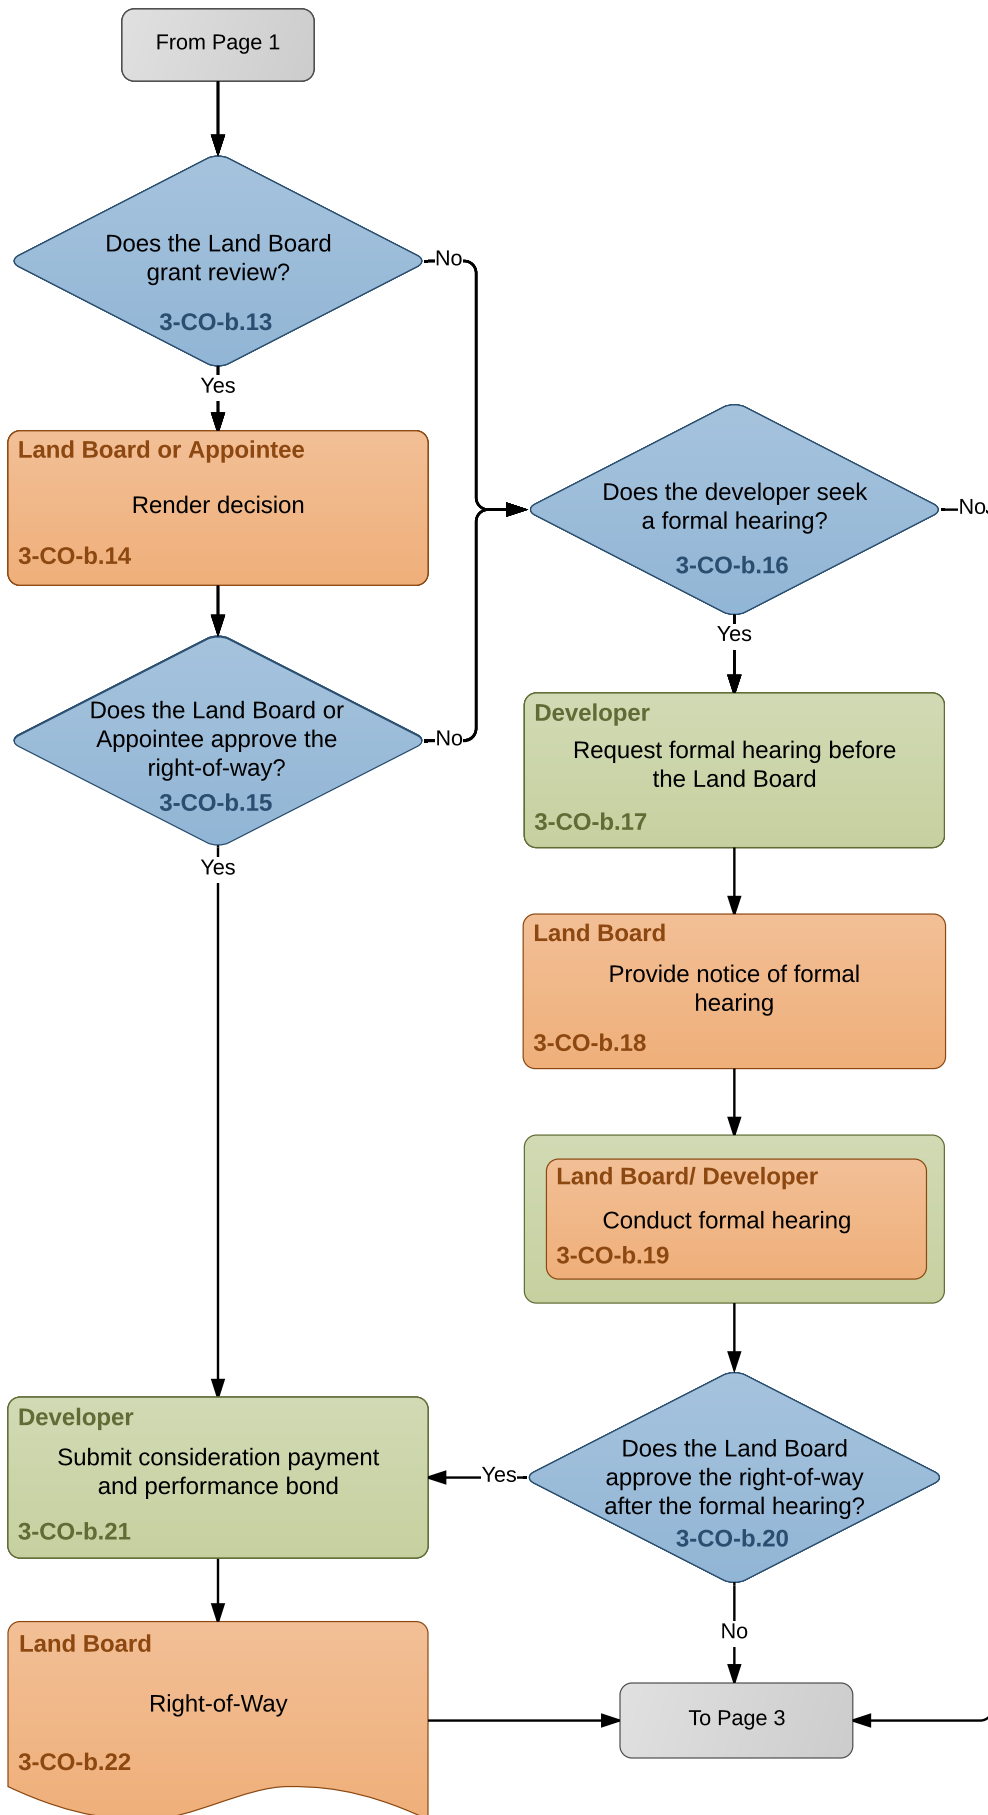 From Page 1
Does the Land Board
grant review?
3-CO-b.13
No
Yes
Land Board or Appointee
Render decision
3-CO-b.14
Does the Land Board or
Appointee approve the
right-of-way?
3-CO-b.15
No
Yes
Does the developer seek
a formal hearing?
3-CO-b.16
No
Yes
Developer
Request formal hearing before
the Land Board
3-CO-b.17
Land Board
Provide notice of formal
hearing
3-CO-b.18
Land Board/ Developer
Conduct formal hearing
3-CO-b.19
Does the Land Board
approve the right-of-way
after the formal hearing?
3-CO-b.20
Yes
No
Developer
Submit consideration payment
and performance bond
3-CO-b.21
Land Board
Right-of-Way
3-CO-b.22
To Page 3